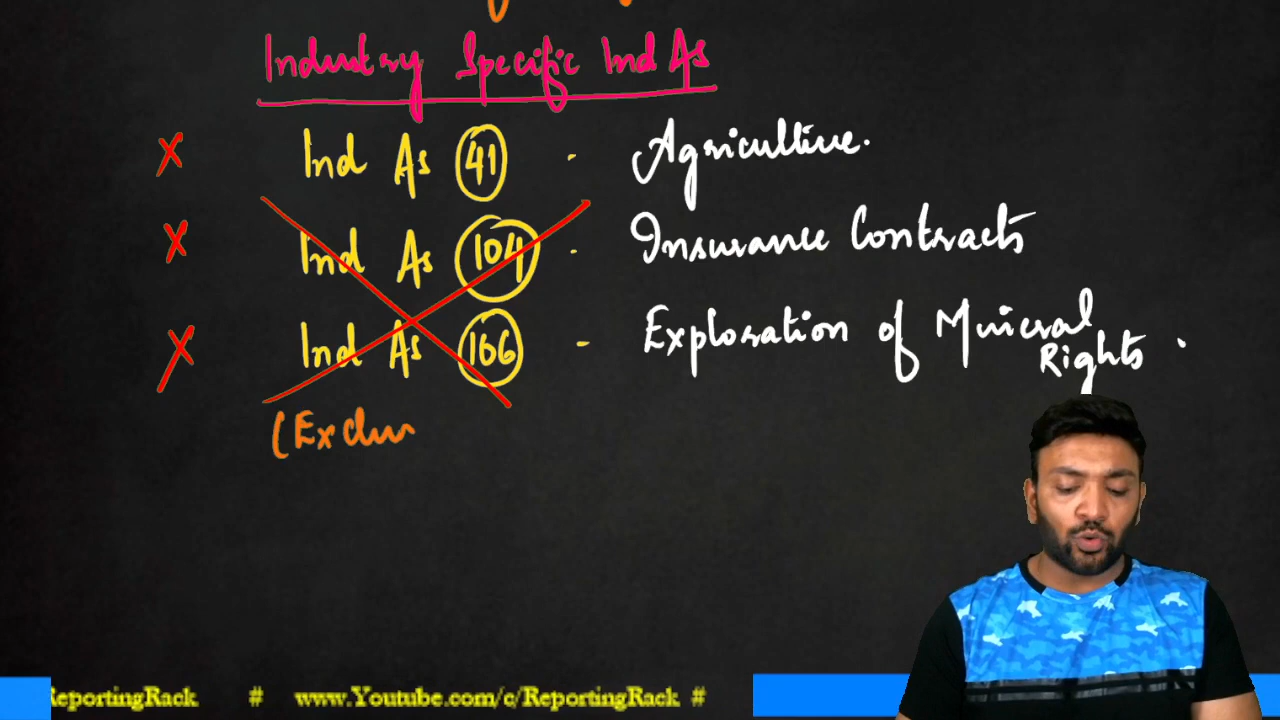 Industry Specific Ind As
x Ind As 41 - Agriculture.
x Ind As 104 - Insurance Contracts
x Ind As 106 - Exploration of Mineral Rights.
(Exclu
ReportingRack # www.Youtube.com/c/ReportingRack #